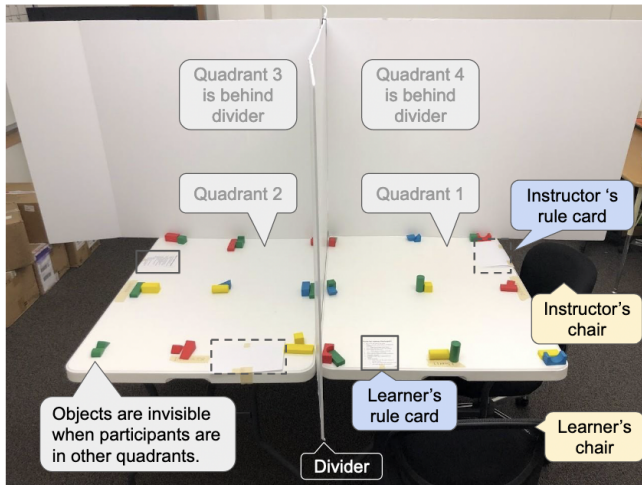 Quadrant 3
is behind
divider
Quadrant 4
is behind
divider
Quadrant 2
Quadrant 1
Instructor 's
rule card
Instructor's
chair
Objects are invisible
when participants are
in other quadrants.
Learner's
rule card
Learner's
chair
Divider